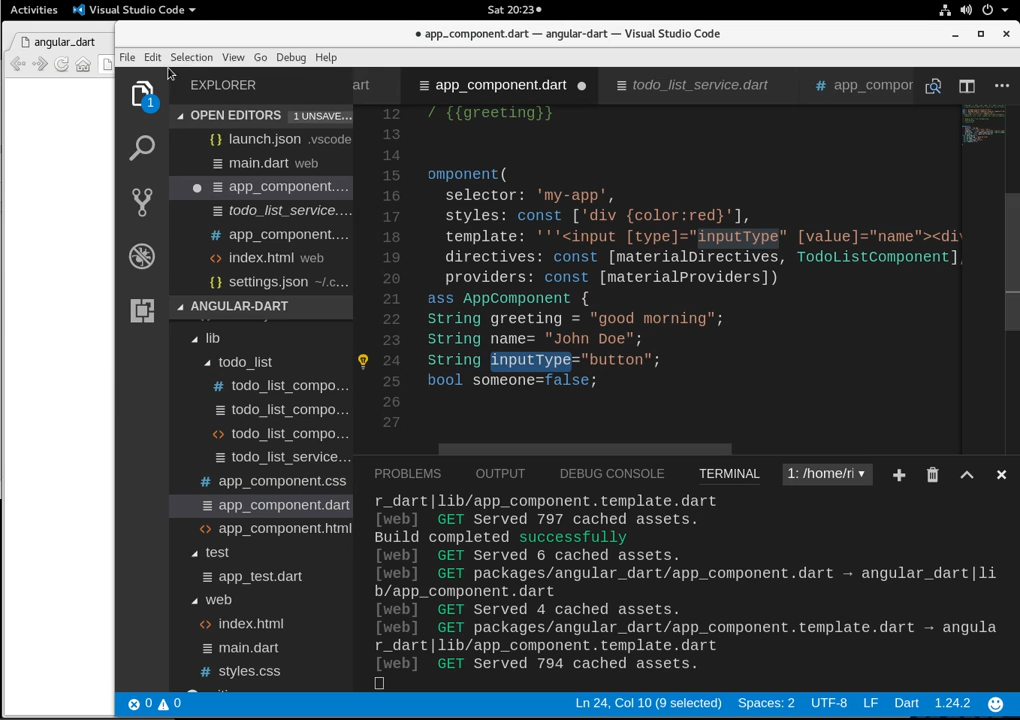 Activities Visual Studio Code Sat 20:23
angular_dart
app_component.dart — angular-dart — Visual Studio Code
File Edit Selection View Go Debug Help
EXPLORER
OPEN EDITORS 1 UNSAVE...
{} launch.json .vscode
main.dart web
app_component....
todo_list_service....
# app_component....
<> index.html web
{} settings.json ~/.c...
ANGULAR-DART
lib
todo_list
# todo_list_compo...
todo_list_compo...
<> todo_list_compo...
todo_list_service...
# app_component.css
app_component.dart
<> app_component.html
test
app_test.dart
web
<> index.html
main.dart
# styles.css
1
art app_component.dart todo_list_service.dart # app_compor
12 / {{greeting}}
13
14
15 omponent(
16 selector: 'my-app',
17 styles: const ['div {color:red}'],
18 template: '''<input [type]="inputType" [value]="name"><div
19 directives: const [materialDirectives, TodoListComponent],
20 providers: const [materialProviders])
21 ass AppComponent {
22 String greeting = "good morning";
23 String name= "John Doe";
24 String inputType="button";
25 bool someone=false;
26
27
PROBLEMS OUTPUT DEBUG CONSOLE TERMINAL 1: /home/ri
r_dart|lib/app_component.template.dart
[web] GET Served 797 cached assets.
Build completed successfully
[web] GET Served 6 cached assets.
[web] GET packages/angular_dart/app_component.dart → angular_dart|li
b/app_component.dart
[web] GET Served 4 cached assets.
[web] GET packages/angular_dart/app_component.template.dart → angula
r_dart|lib/app_component.template.dart
[web] GET Served 794 cached assets.
0 0 Ln 24, Col 10 (9 selected) Spaces: 2 UTF-8 LF Dart 1.24.2